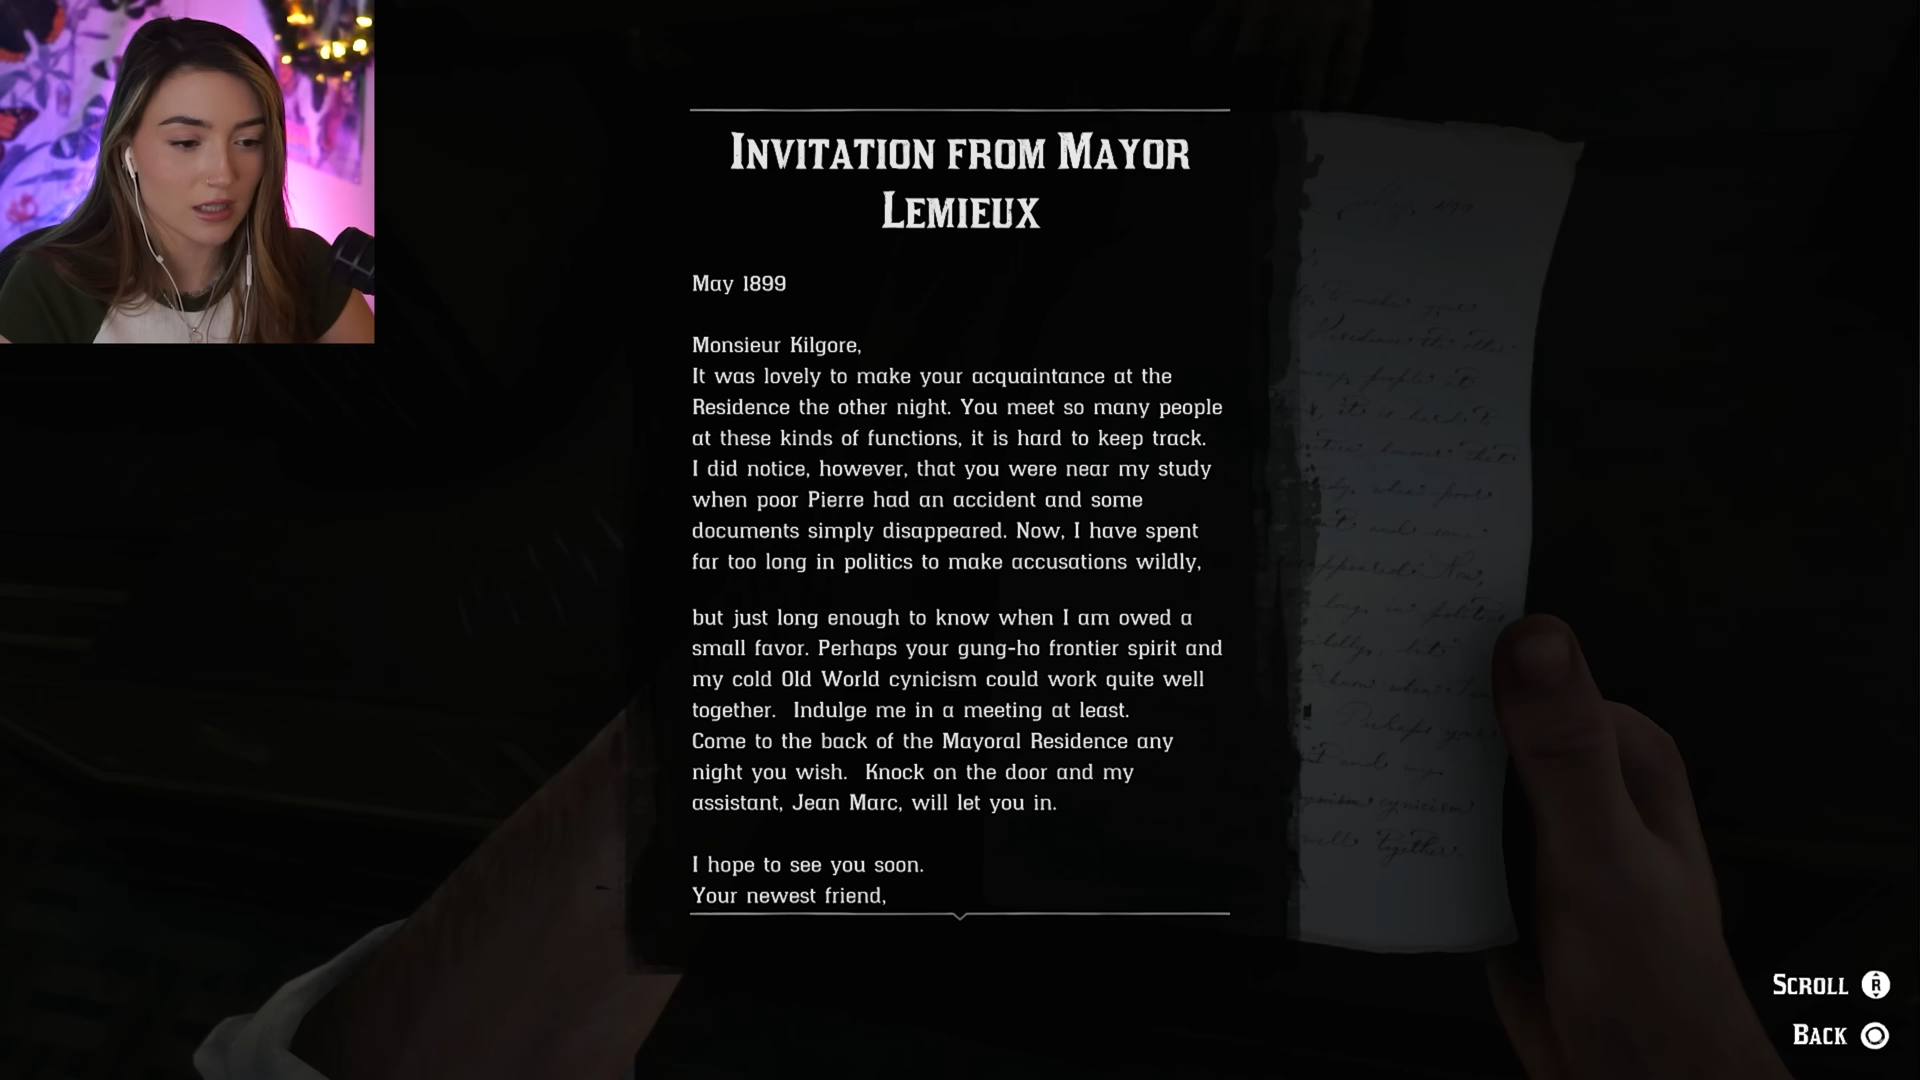 INVITATION FROM MAYOR
LEMIEUX
May 1899
Monsieur Kilgore,
It was lovely to make your acquaintance at the
Residence the other night. You meet so many people
at these kinds of functions, it is hard to keep track.
I did notice, however, that you were near my study
when poor Pierre had an accident and some
documents simply disappeared. Now, I have spent
far too long in politics to make accusations wildly,
but just long enough to know when I am owed a
small favor. Perhaps your gung-ho frontier spirit and
my cold Old World cynicism could work quite well
together.  Indulge me in a meeting at least.
Come to the back of the Mayoral Residence any
night you wish.  Knock on the door and my
assistant, Jean Marc, will let you in.
I hope to see you soon.
Your newest friend,
SCROLL R
BACK